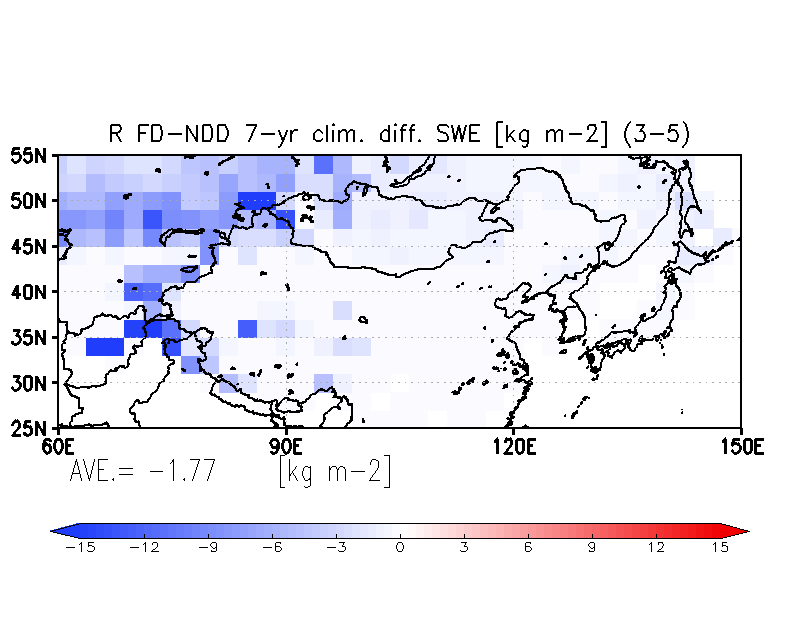 R FD-NDD 7-yr clim. diff. SWE [kg m-2] (3-5)
55N
50N
45N
40N
35N
30N
25N
60E 90E 120E 150E
AVE.= -1.77 [kg m-2]
-15 -12 -9 -6 -3 0 3 6 9 12 15